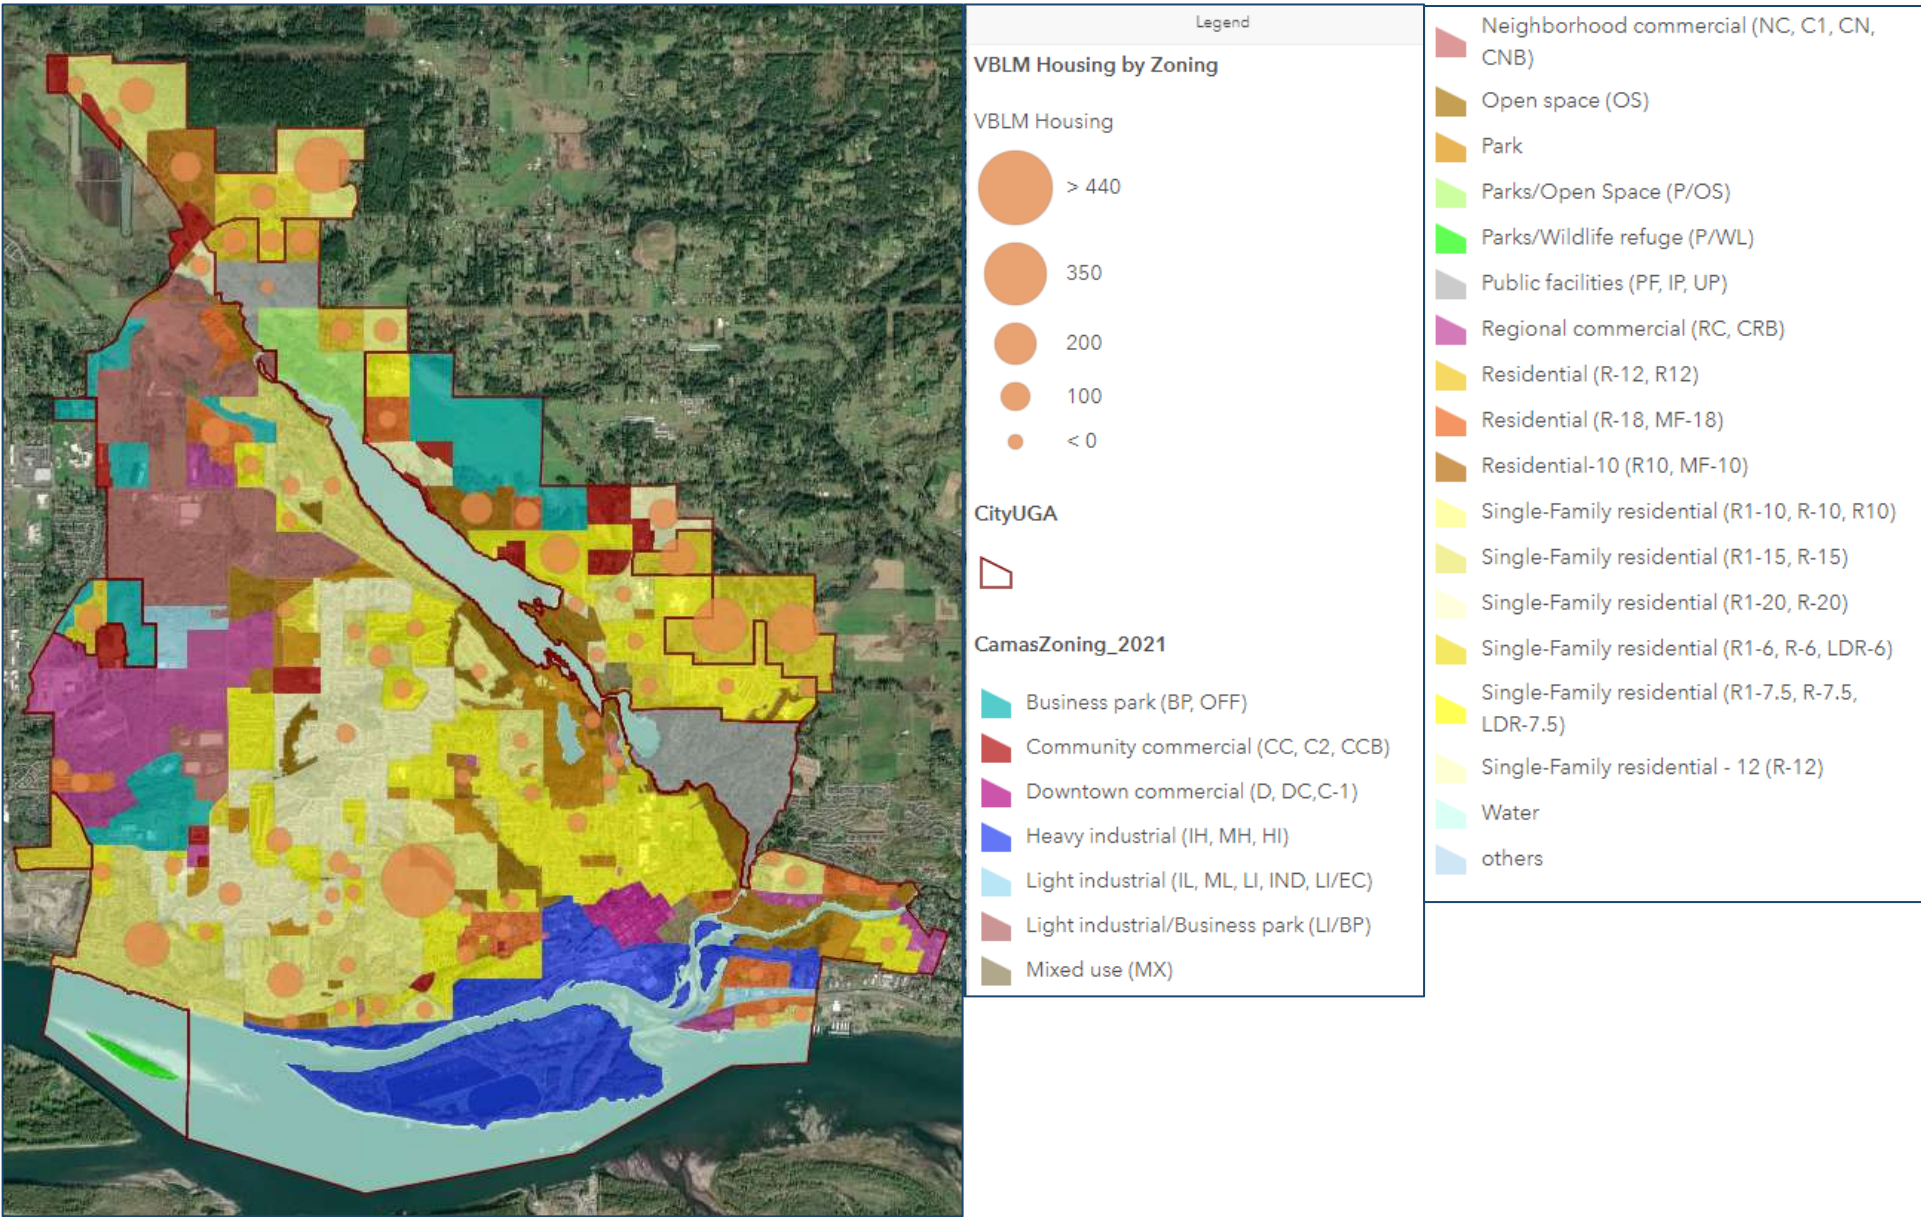 Legend
VBLM Housing by Zoning
VBLM Housing
> 440
350
200
100
< 0
CityUGA
CamasZoning_2021
Business park (BP, OFF)
Community commercial (CC, C2, CCB)
Downtown commercial (D, DC,C-1)
Heavy industrial (IH, MH, HI)
Light industrial (IL, ML, LI, IND, LI/EC)
Light industrial/Business park (LI/BP)
Mixed use (MX)
Neighborhood commercial (NC, C1, CN,
CNB)
Open space (OS)
Park
Parks/Open Space (P/OS)
Parks/Wildlife refuge (P/WL)
Public facilities (PF, IP, UP)
Regional commercial (RC, CRB)
Residential (R-12, R12)
Residential (R-18, MF-18)
Residential-10 (R10, MF-10)
Single-Family residential (R1-10, R-10, R10)
Single-Family residential (R1-15, R-15)
Single-Family residential (R1-20, R-20)
Single-Family residential (R1-6, R-6, LDR-6)
Single-Family residential (R1-7.5, R-7.5,
LDR-7.5)
Single-Family residential - 12 (R-12)
Water
others